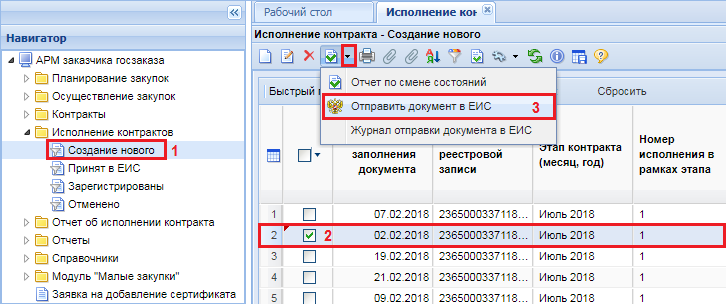 Рабочий стол
Исполнение кон
Навигатор
Исполнение контракта - Создание нового
АРМ заказчика госзаказа
Планирование закупок
Осуществление закупок
Контракты
Исполнение контрактов
Создание нового 1
Принят в ЕИС
Зарегистрированы
Отменено
Отчет об исполнении контракта
Отчеты
Справочники
Модуль "Малые закупки"
Заявка на добавление сертификата
Отчет по смене состояний
Отправить документ в ЕИС 3
Журнал отправки документа в ЕИС
Быстрый
Сбросить
заполнения документа
реестровой записи
Этап контракта (месяц, год)
Номер исполнения в рамках этапа
1 07.02.2018 2365000337118... Июль 2018 1
2 2 02.02.2018 2365000337118... Июль 2018 1
3 19.02.2018 2365000337118... Июль 2018 1
4 21.02.2018 2365000337118... Июль 2018 1
5 09.02.2018 2365000337118... Июль 2018 1